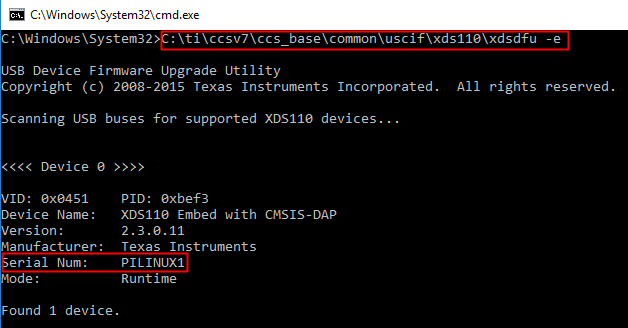 C:\Windows\System32\cmd.exe
C:\Windows\System32>C:\ti\ccsv7\ccs_base\common\uscif\xds110\xdsdfu -e
USB Device Firmware Upgrade Utility
Copyright (c) 2008-2015 Texas Instruments Incorporated.  All rights reserved.
Scanning USB buses for supported XDS110 devices...
<<<< Device 0 >>>>
VID: 0x0451    PID: 0xbef3
Device Name:   XDS110 Embed with CMSIS-DAP
Version:       2.3.0.11
Manufacturer:  Texas Instruments
Serial Num:    PILINUX1
Mode:          Runtime
Found 1 device.